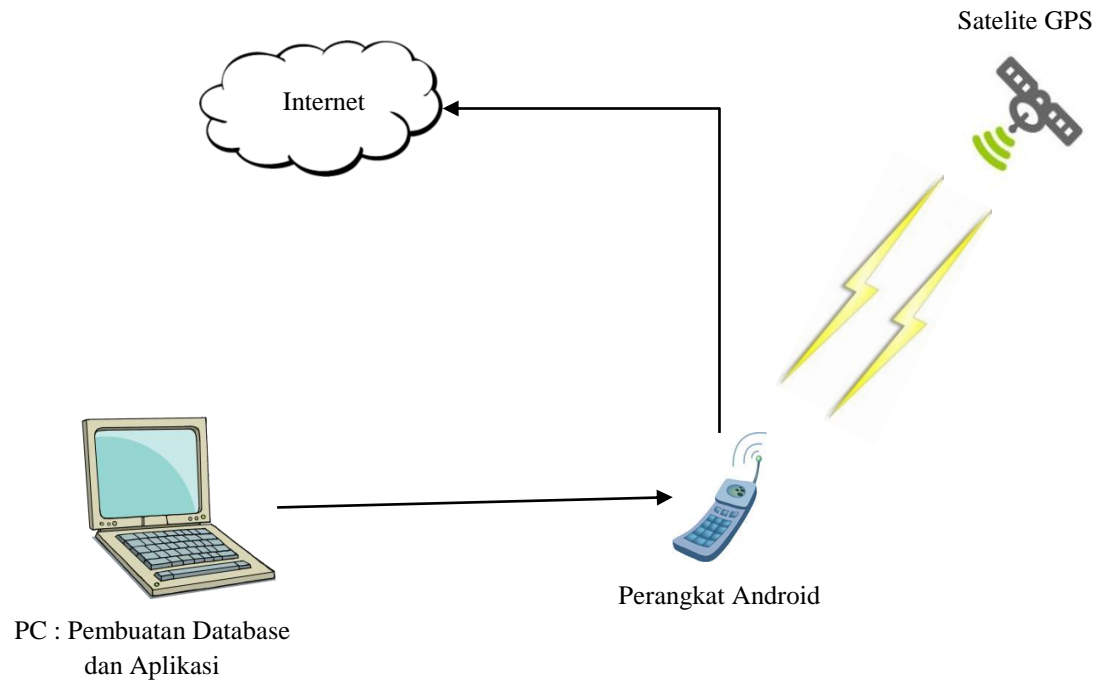 Satelite GPS
Internet
Perangkat Android
PC : Pembuatan Database
dan Aplikasi